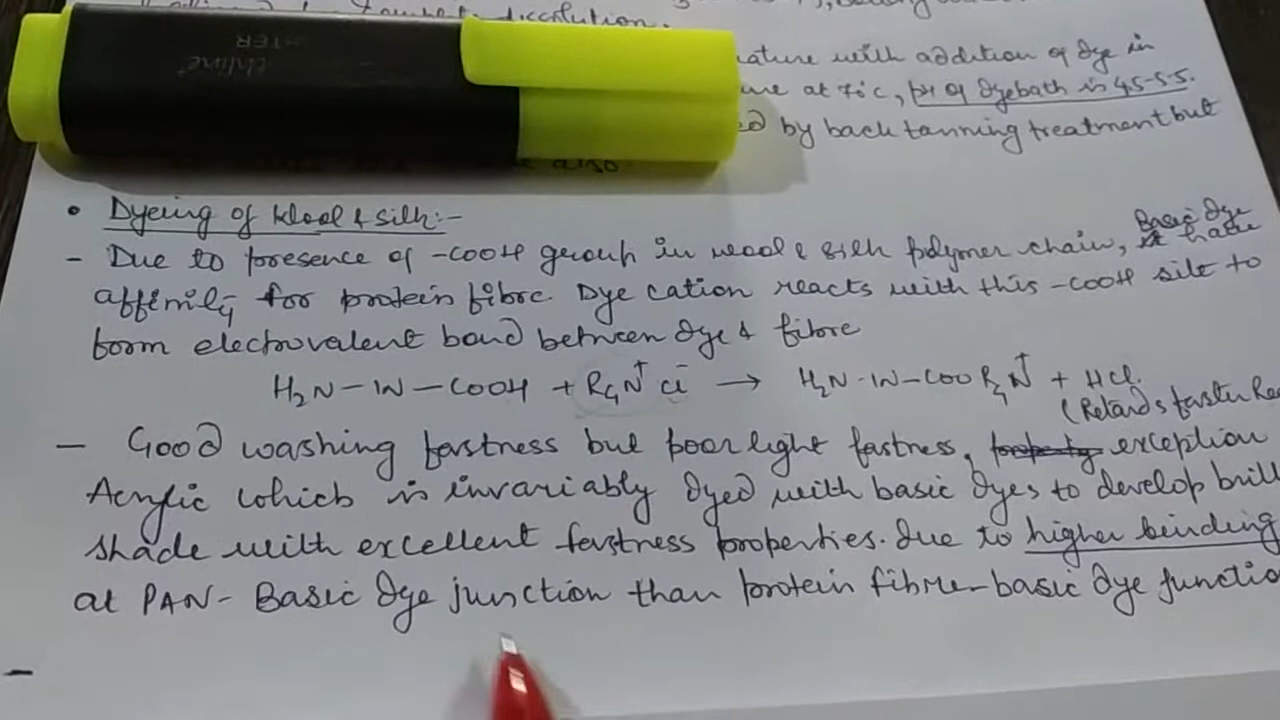 dissolution.
ature with addition of dye in
ure at 70°c, pH of dyebath is 4.5-5.5.
ed by back tanning treatment but
also
• Dyeing of Wool & Silk:-
- Due to presence of -COOH group in wool & silk polymer chain, Basic Dye have
affinity for protein fibre. Dye cation reacts with this -COOH site to
form electrovalent bond between dye & fibre
H₂N-W-COOH + R₄N⁺Cl⁻ → H₂N-W-COO R₄N⁺ + HCl
(Retards faster Rea
- Good washing fastness but poor light fastness, exception
Acrylic which is invariably dyed with basic dyes to develop brill
shade with excellent fastness properties. due to higher binding
at PAN- Basic dye junction than protein fibre-basic dye junctio
-